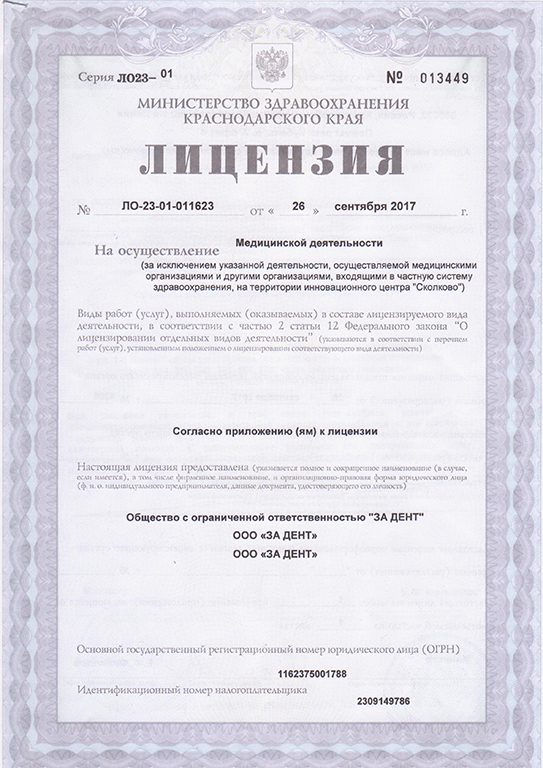 Серия ЛО23– 01 № 013449
МИНИСТЕРСТВО ЗДРАВООХРАНЕНИЯ
КРАСНОДАРСКОГО КРАЯ
ЛИЦЕНЗИЯ
№ ЛО-23-01-011623 от « 26 » сентября 2017 г.
На осуществление Медицинской деятельности
(за исключением указанной деятельности, осуществляемой медицинскими
организациями и другими организациями, входящими в частную систему
здравоохранения, на территории инновационного центра "Сколково")
Виды работ (услуг), выполняемых (оказываемых) в составе лицензируемого вида
деятельности, в соответствии с частью 2 статьи 12 Федерального закона “О
лицензировании отдельных видов деятельности” (указываются в соответствии с перечнем
работ (услуг), установленным положением о лицензировании соответствующего вида деятельности)
Согласно приложению (ям) к лицензии
Настоящая лицензия предоставлена (указывается полное и сокращенное наименование (в случае,
если имеется), в том числе фирменное наименование, и организационно-правовая форма юридического лица
(ф. и. о. индивидуального предпринимателя, данные документа, удостоверяющего его личность)
Общество с ограниченной ответственностью "ЗА ДЕНТ"
ООО «ЗА ДЕНТ»
ООО «ЗА ДЕНТ»
Основной государственный регистрационный номер юридического лица (ОГРН)
1162375001788
Идентификационный номер налогоплательщика
2309149786